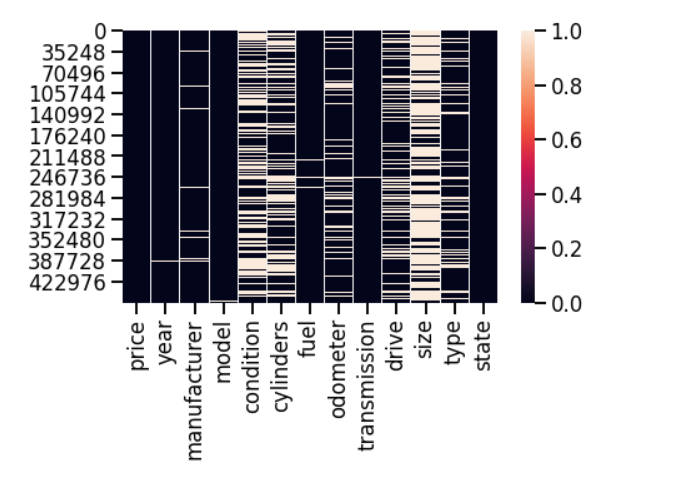 0
35248
70496
105744
140992
176240
211488
246736
281984
317232
352480
387728
422976
price
year
manufacturer
model
condition
cylinders
fuel
odometer
transmission
drive
size
type
state
1.0
0.8
0.6
0.4
0.2
0.0